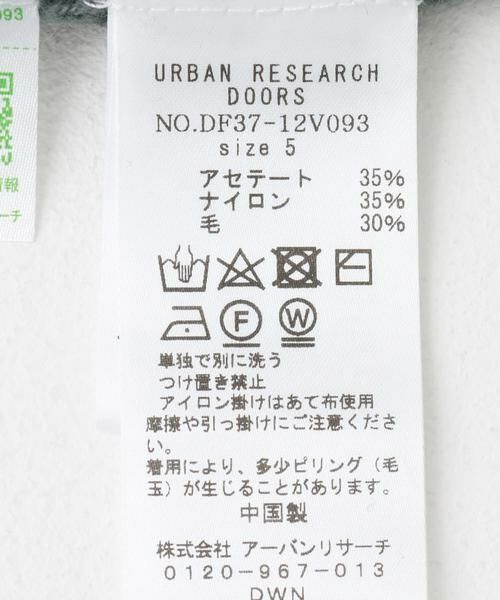 093
情報
ーチ
URBAN RESEARCH
DOORS
NO.DF37-12V093
size 5
アセテート 35%
ナイロン 35%
毛 30%
F W
単独で別に洗う
つけ置き禁止
アイロン掛けはあて布使用
摩擦や引っ掛けにご注意くださ
い。
着用により、多少ピリング（毛
玉）が生じることがあります。
中国製
株式会社 アーバンリサーチ
0120-967-013
DWN